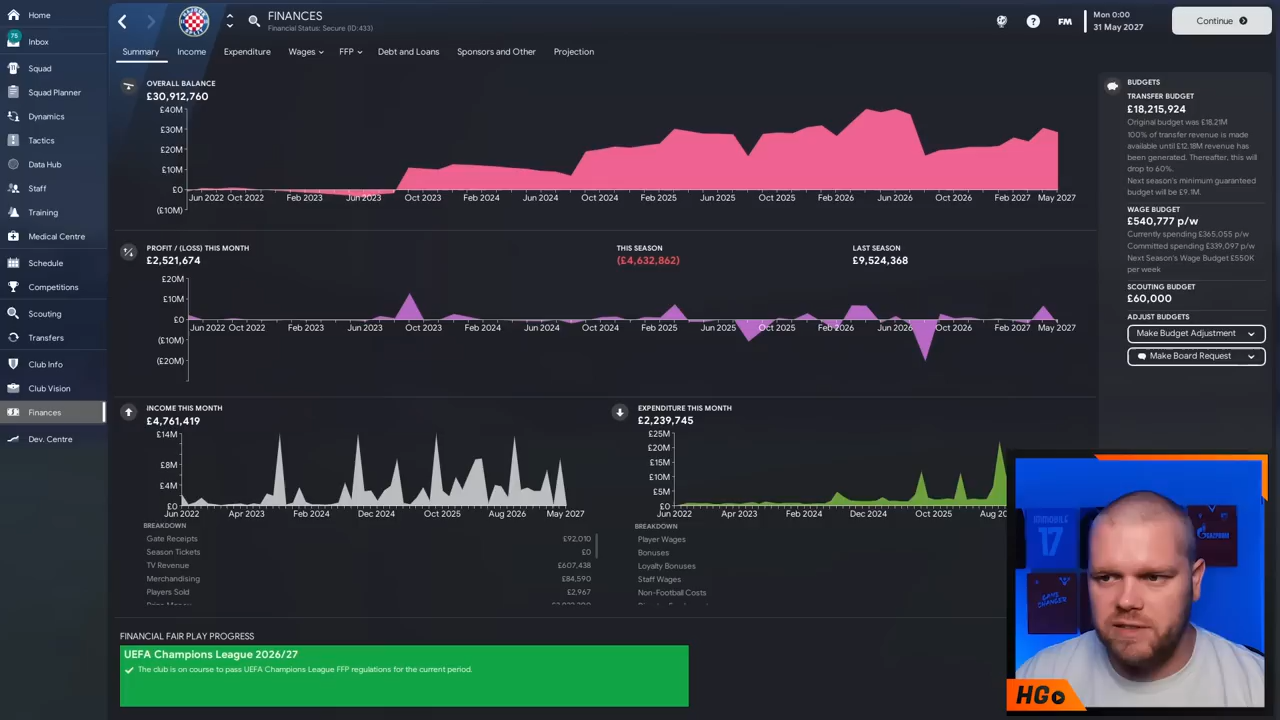 Home
75
Inbox
Squad
Squad Planner
Dynamics
Tactics
Data Hub
Staff
Training
Medical Centre
Schedule
Competitions
Scouting
Transfers
Club Info
Club Vision
Finances
Dev. Centre
FINANCES
Financial Status: Secure (ID:433)
?
FM
Mon 0:00
31 May 2027
Continue
Summary
Income
Expenditure
Wages
FFP
Debt and Loans
Sponsors and Other
Projection
OVERALL BALANCE
£30,912,760
£40M
£30M
£20M
£10M
£0
(£10M)
Jun 2022 Oct 2022 Feb 2023 Jun 2023 Oct 2023 Feb 2024 Jun 2024 Oct 2024 Feb 2025 Jun 2025 Oct 2025 Feb 2026 Jun 2026 Oct 2026 Feb 2027 May 2027
PROFIT / (LOSS) THIS MONTH
£2,521,674
THIS SEASON
(£4,632,862)
LAST SEASON
£9,524,368
£20M
£10M
£0
(£10M)
(£20M)
Jun 2022 Oct 2022 Feb 2023 Jun 2023 Oct 2023 Feb 2024 Jun 2024 Oct 2024 Feb 2025 Jun 2025 Oct 2025 Feb 2026 Jun 2026 Oct 2026 Feb 2027 May 2027
INCOME THIS MONTH
£4,761,419
£14M
£8M
£4M
£0
Jun 2022 Apr 2023 Feb 2024 Dec 2024 Oct 2025 Aug 2026 May 2027
BREAKDOWN
Gate Receipts £92,010
Season Tickets £0
TV Revenue £607,438
Merchandising £84,590
Players Sold £2,967
EXPENDITURE THIS MONTH
£2,239,745
£25M
£20M
£15M
£10M
£5M
£0
Jun 2022 Apr 2023 Feb 2024 Dec 2024 Oct 2025 Aug 20
BREAKDOWN
Player Wages
Bonuses
Loyalty Bonuses
Staff Wages
Non-Football Costs
FINANCIAL FAIR PLAY PROGRESS
UEFA Champions League 2026/27
The club is on course to pass UEFA Champions League FFP regulations for the current period.
BUDGETS
TRANSFER BUDGET
£18,215,924
Original budget was £18.21M
100% of transfer revenue is made
available until £12.18M revenue has
been generated. Thereafter, this will
drop to 60%.
Next season's minimum guaranteed
budget will be £9.1M.
WAGE BUDGET
£540,777 p/w
Currently spending £365,055 p/w
Committed spending £339,097 p/w
Next Season's Wage Budget £550K
per week
SCOUTING BUDGET
£60,000
ADJUST BUDGETS
Make Budget Adjustment
Make Board Request
IMMOBILE
17
GAZPROM
GAME
CHANGER
HG